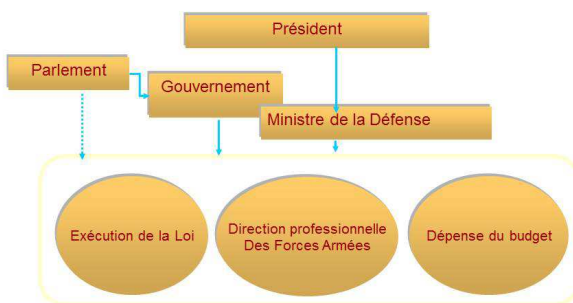 Président
Parlement
Gouvernement
Ministre de la Défense
Exécution de la Loi
Direction professionnelle
Des Forces Armées
Dépense du budget